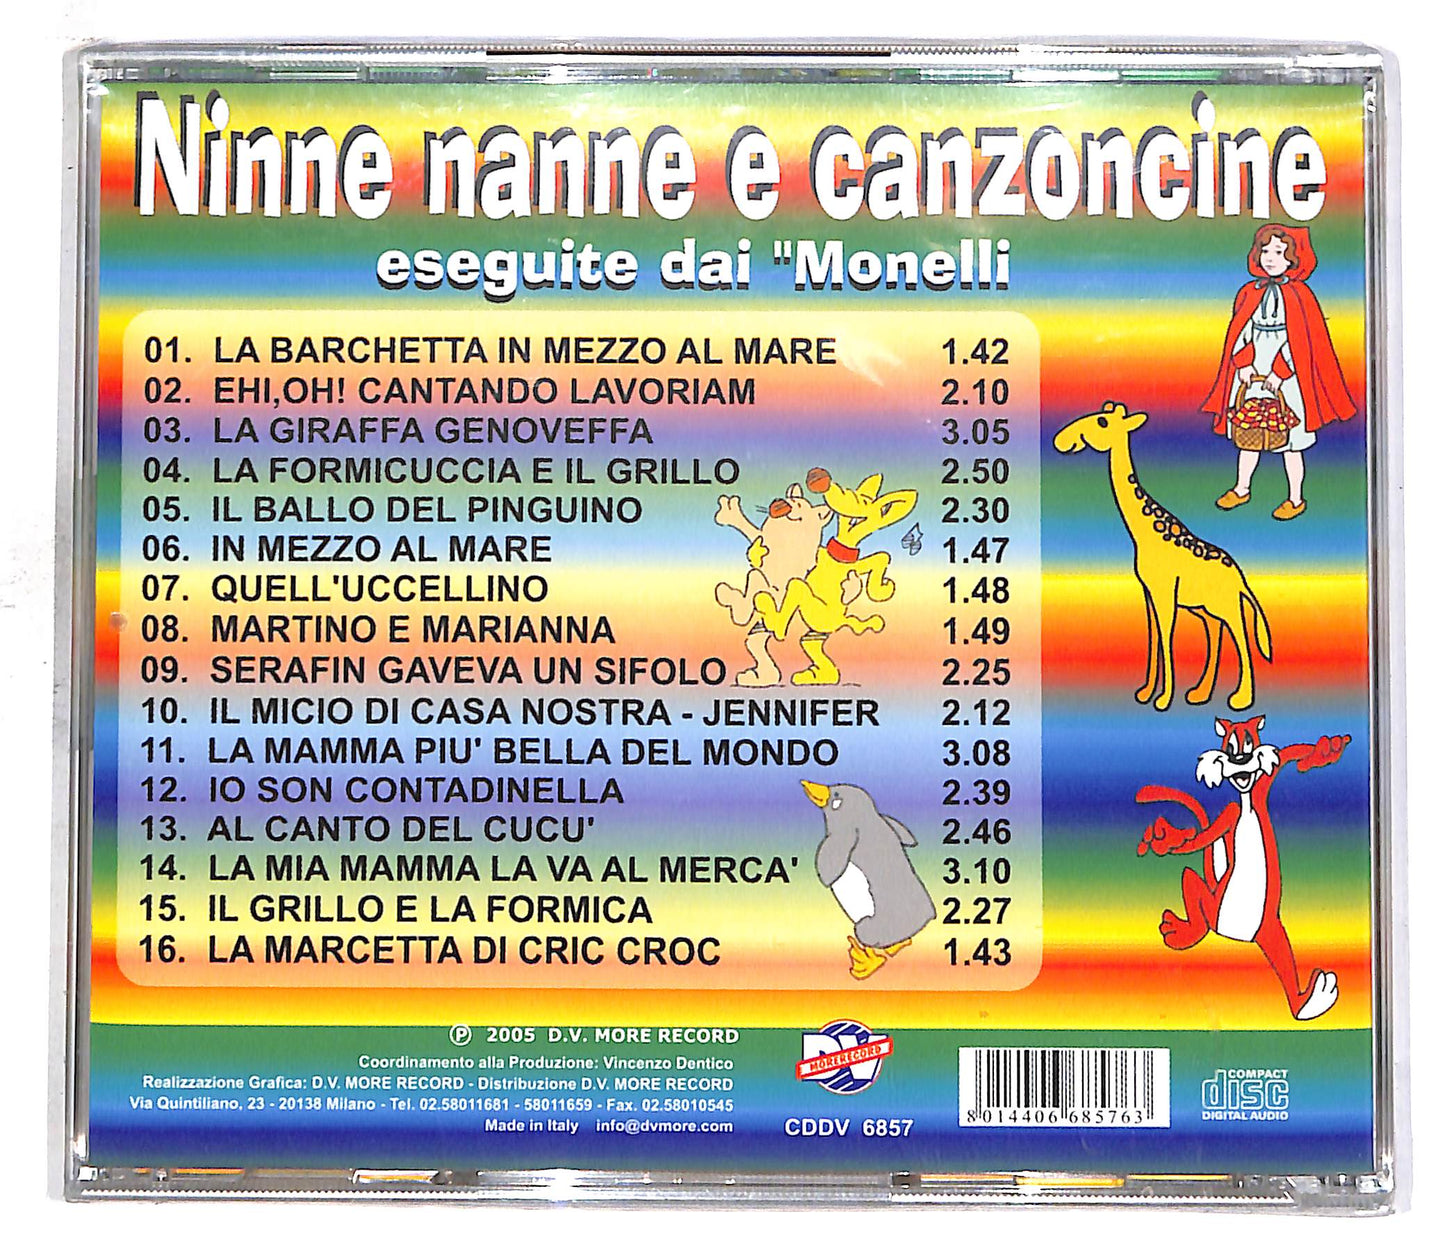 Ninne nanne e canzoncine
eseguite dai "Monelli
01. LA BARCHETTA IN MEZZO AL MARE 1.42
02. EHI,OH! CANTANDO LAVORIAM 2.10
03. LA GIRAFFA GENOVEFFA 3.05
04. LA FORMICUCCIA E IL GRILLO 2.50
05. IL BALLO DEL PINGUINO 2.30
06. IN MEZZO AL MARE 1.47
07. QUELL'UCCELLINO 1.48
08. MARTINO E MARIANNA 1.49
09. SERAFIN GAVEVA UN SIFOLO 2.25
10. IL MICIO DI CASA NOSTRA - JENNIFER 2.12
11. LA MAMMA PIU' BELLA DEL MONDO 3.08
12. IO SON CONTADINELLA 2.39
13. AL CANTO DEL CUCU' 2.46
14. LA MIA MAMMA LA VA AL MERCA' 3.10
15. IL GRILLO E LA FORMICA 2.27
16. LA MARCETTA DI CRIC CROC 1.43
℗ 2005 D.V. MORE RECORD
Coordinamento alla Produzione: Vincenzo Dentico
Realizzazione Grafica: D.V. MORE RECORD - Distribuzione D.V. MORE RECORD
Via Quintiliano, 23 - 20138 Milano - Tel. 02.58011681 - 58011659 - Fax. 02.58010545
Made in Italy info@dvmore.com
DV
MORE RECORD
CDDV 6857
8 014406 685763
COMPACT
disc
DIGITAL AUDIO